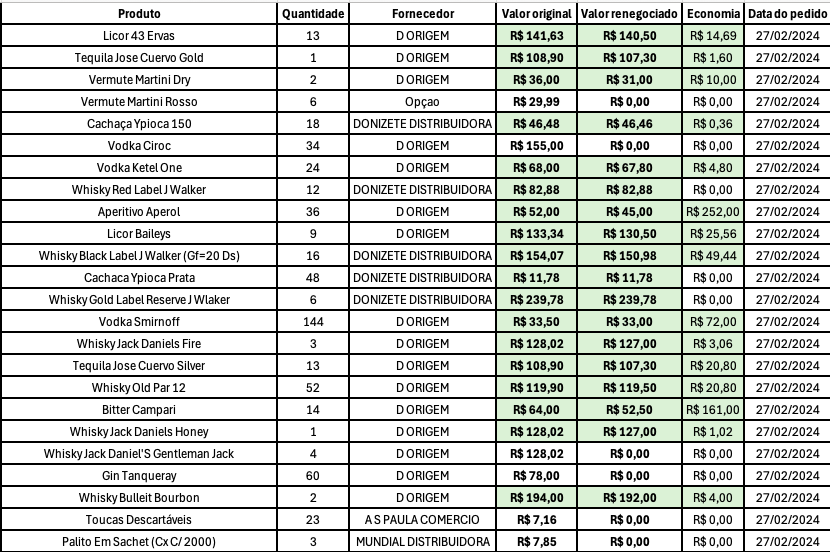 Produto Quantidade Fornecedor Valor original Valor renegociado Economia Data do pedido
Licor 43 Ervas 13 D ORIGEM R$ 141,63 R$ 140,50 R$ 14,69 27/02/2024
Tequila Jose Cuervo Gold 1 D ORIGEM R$ 108,90 R$ 107,30 R$ 1,60 27/02/2024
Vermute Martini Dry 2 D ORIGEM R$ 36,00 R$ 31,00 R$ 10,00 27/02/2024
Vermute Martini Rosso 6 Opçao R$ 29,99 R$ 0,00 R$ 0,00 27/02/2024
Cachaça Ypioca 150 18 DONIZETE DISTRIBUIDORA R$ 46,48 R$ 46,46 R$ 0,36 27/02/2024
Vodka Ciroc 34 D ORIGEM R$ 155,00 R$ 0,00 R$ 0,00 27/02/2024
Vodka Ketel One 24 D ORIGEM R$ 68,00 R$ 67,80 R$ 4,80 27/02/2024
Whisky Red Label J Walker 12 DONIZETE DISTRIBUIDORA R$ 82,88 R$ 82,88 R$ 0,00 27/02/2024
Aperitivo Aperol 36 D ORIGEM R$ 52,00 R$ 45,00 R$ 252,00 27/02/2024
Licor Baileys 9 D ORIGEM R$ 133,34 R$ 130,50 R$ 25,56 27/02/2024
Whisky Black Label J Walker (Gf=20 Ds) 16 DONIZETE DISTRIBUIDORA R$ 154,07 R$ 150,98 R$ 49,44 27/02/2024
Cachaca Ypioca Prata 48 DONIZETE DISTRIBUIDORA R$ 11,78 R$ 11,78 R$ 0,00 27/02/2024
Whisky Gold Label Reserve J Wlaker 6 DONIZETE DISTRIBUIDORA R$ 239,78 R$ 239,78 R$ 0,00 27/02/2024
Vodka Smirnoff 144 D ORIGEM R$ 33,50 R$ 33,00 R$ 72,00 27/02/2024
Whisky Jack Daniels Fire 3 D ORIGEM R$ 128,02 R$ 127,00 R$ 3,06 27/02/2024
Tequila Jose Cuervo Silver 13 D ORIGEM R$ 108,90 R$ 107,30 R$ 20,80 27/02/2024
Whisky Old Par 12 52 D ORIGEM R$ 119,90 R$ 119,50 R$ 20,80 27/02/2024
Bitter Campari 14 D ORIGEM R$ 64,00 R$ 52,50 R$ 161,00 27/02/2024
Whisky Jack Daniels Honey 1 D ORIGEM R$ 128,02 R$ 127,00 R$ 1,02 27/02/2024
Whisky Jack Daniel'S Gentleman Jack 4 D ORIGEM R$ 128,02 R$ 0,00 R$ 0,00 27/02/2024
Gin Tanqueray 60 D ORIGEM R$ 78,00 R$ 0,00 R$ 0,00 27/02/2024
Whisky Bulleit Bourbon 2 D ORIGEM R$ 194,00 R$ 192,00 R$ 4,00 27/02/2024
Toucas Descartáveis 23 A S PAULA COMERCIO R$ 7,16 R$ 0,00 R$ 0,00 27/02/2024
Palito Em Sachet (Cx C/ 2000) 3 MUNDIAL DISTRIBUIDORA R$ 7,85 R$ 0,00 R$ 0,00 27/02/2024